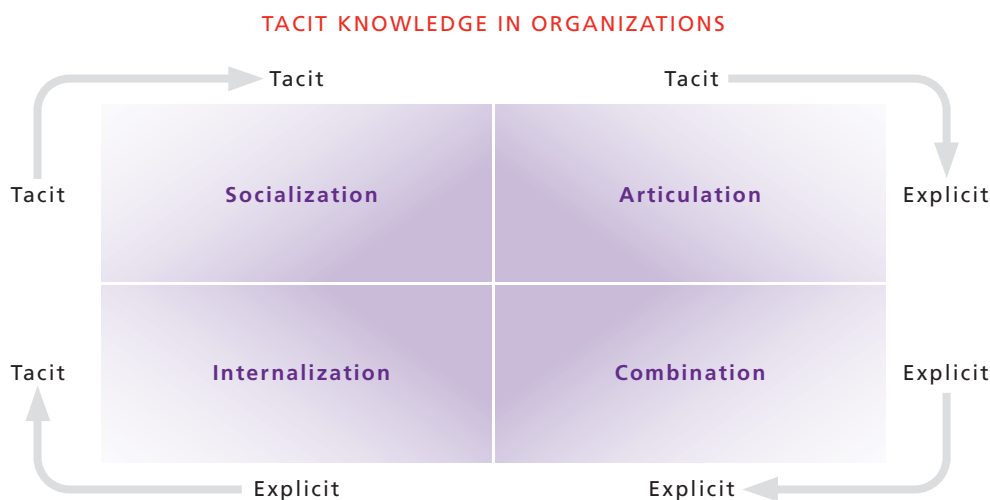 TACIT KNOWLEDGE IN ORGANIZATIONS
Tacit Tacit
Tacit Socialization Articulation Explicit
Tacit Internalization Combination Explicit
Explicit Explicit